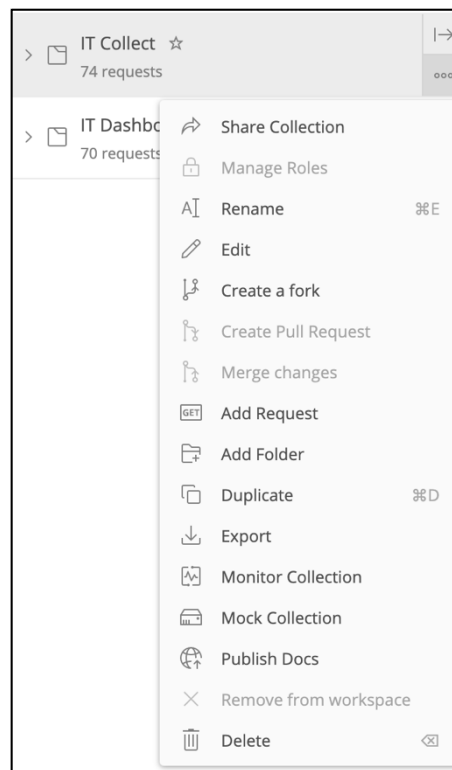 IT Collect
74 requests
IT Dashbo
70 requests
Share Collection
Manage Roles
Rename ⌘E
Edit
Create a fork
Create Pull Request
Merge changes
GET Add Request
Add Folder
Duplicate ⌘D
Export
Monitor Collection
Mock Collection
Publish Docs
Remove from workspace
Delete